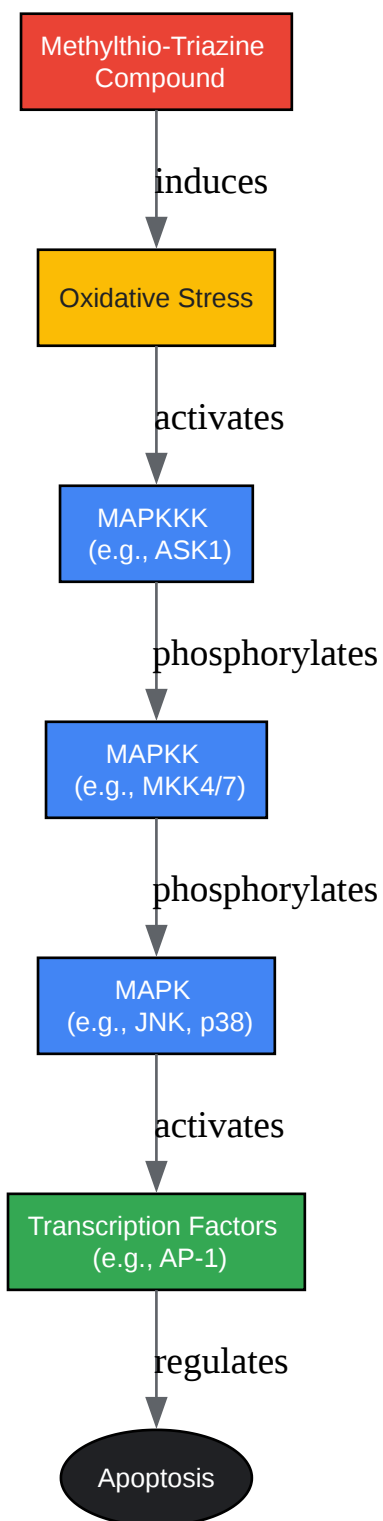 Methylthio-Triazine
Compound
induces
Oxidative Stress
activates
MAPKKK
(e.g., ASK1)
phosphorylates
MAPKK
(e.g., MKK4/7)
phosphorylates
MAPK
(e.g., JNK, p38)
activates
Transcription Factors
(e.g., AP-1)
regulates
Apoptosis